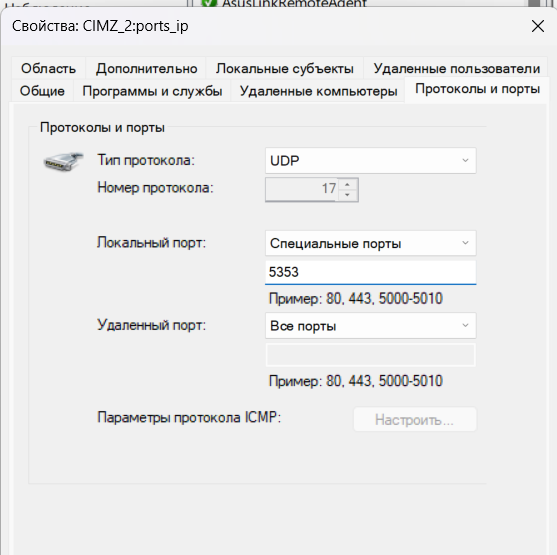 AsusLinkRemoteAgent
Свойства: CIMZ_2:ports_ip
Область Дополнительно Локальные субъекты Удаленные пользователи
Общие Программы и службы Удаленные компьютеры Протоколы и порты
Протоколы и порты
Тип протокола: UDP
Номер протокола: 17
Локальный порт: Специальные порты
5353
Пример: 80, 443, 5000-5010
Удаленный порт: Все порты
Пример: 80, 443, 5000-5010
Параметры протокола ICMP: Настроить...